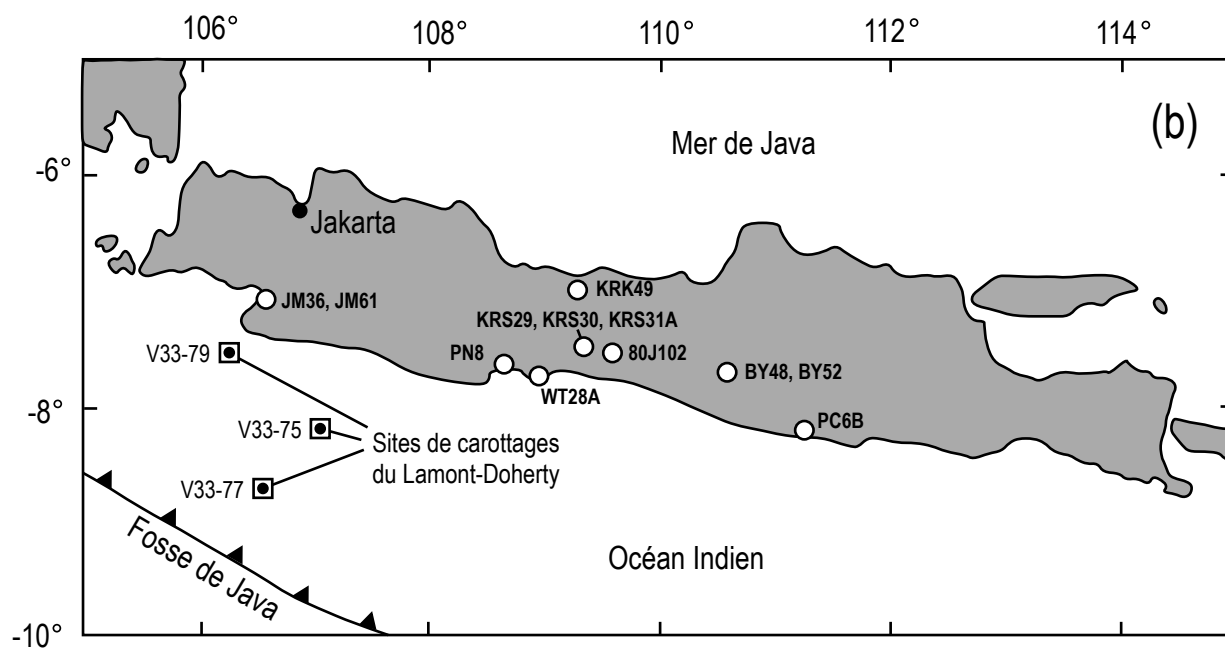 106°
108°
110°
112°
114°
(b)
Mer de Java
-6°
Jakarta
KRK49
JM36, JM61
KRS29, KRS30, KRS31A
V33-79
PN8
80J102
BY48, BY52
WT28A
-8°
PC6B
V33-75
Sites de carottages
du Lamont-Doherty
V33-77
Fosse de Java
Océan Indien
-10°